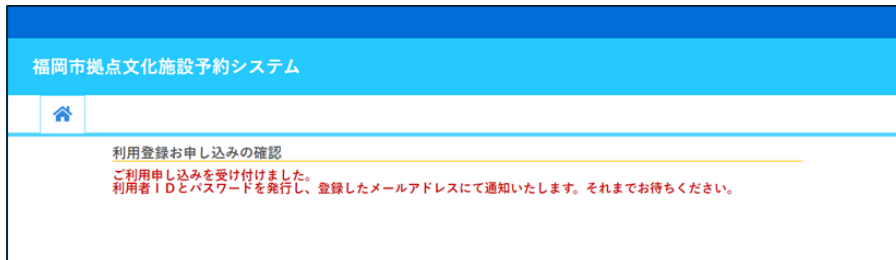 福岡市拠点文化施設予約システム
利用登録お申し込みの確認
ご利用申し込みを受け付けました。
利用者ＩＤとパスワードを発行し、登録したメールアドレスにて通知いたします。それまでお待ちください。